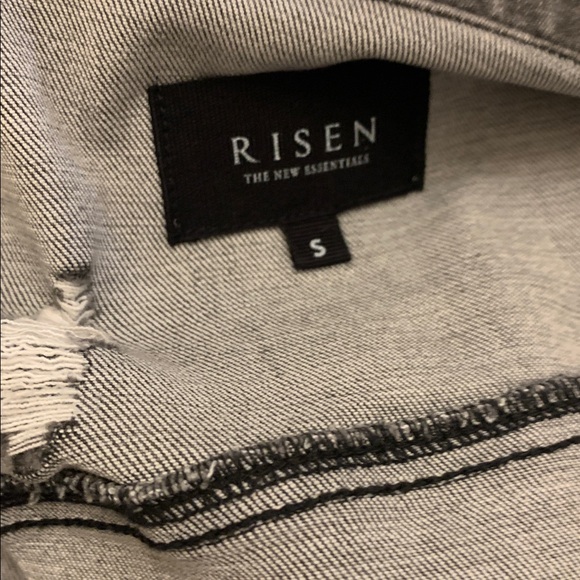 RISEN
THE NEW ESSENTIALS
S